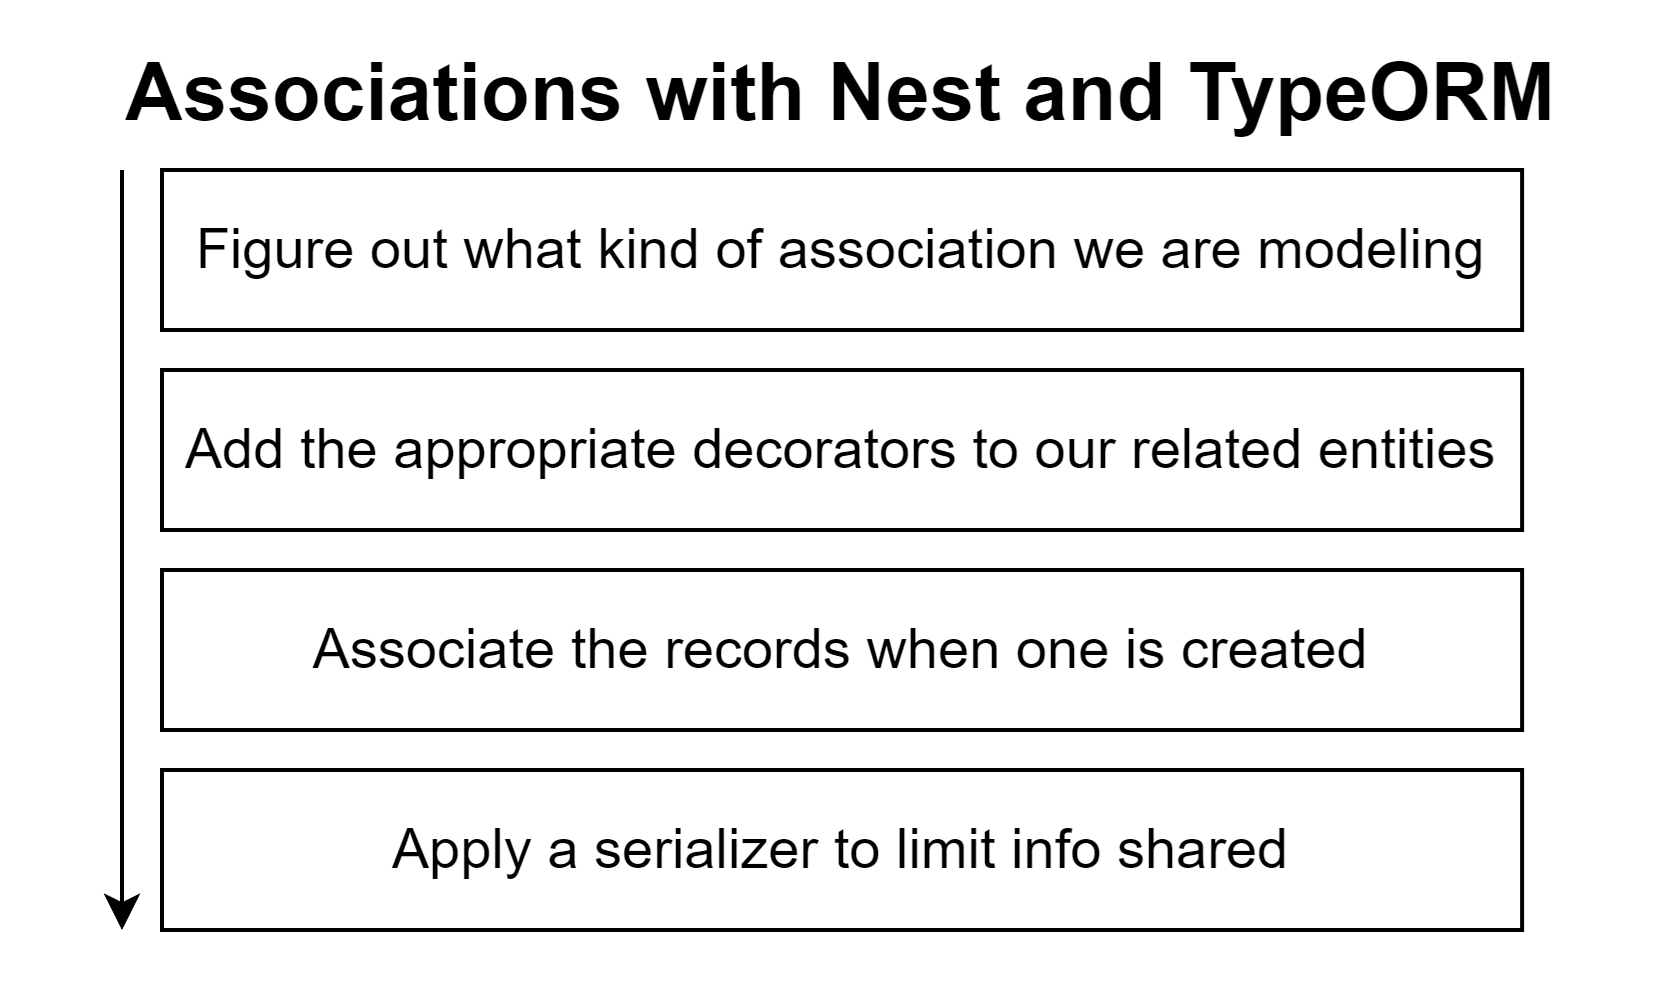 Associations with Nest and TypeORM
Figure out what kind of association we are modeling
Add the appropriate decorators to our related entities
Associate the records when one is created
Apply a serializer to limit info shared